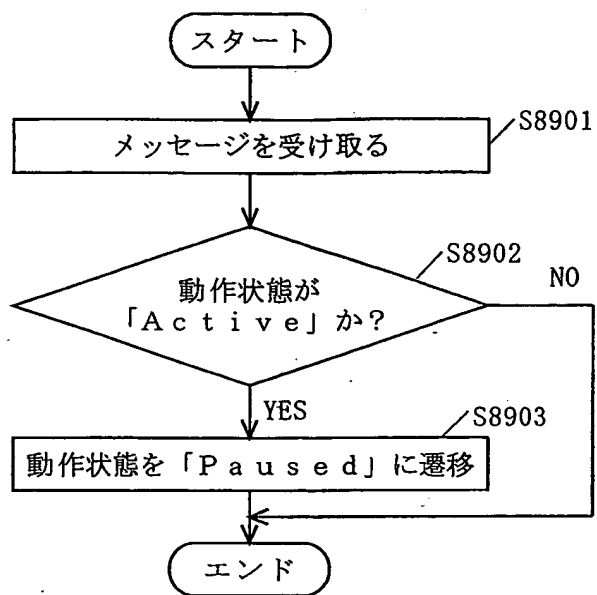 スタート
S8901
メッセージを受け取る
S8902
動作状態が
「Ａｃｔｉｖｅ」か？
NO
YES
S8903
動作状態を「Ｐａｕｓｅｄ」に遷移
エンド